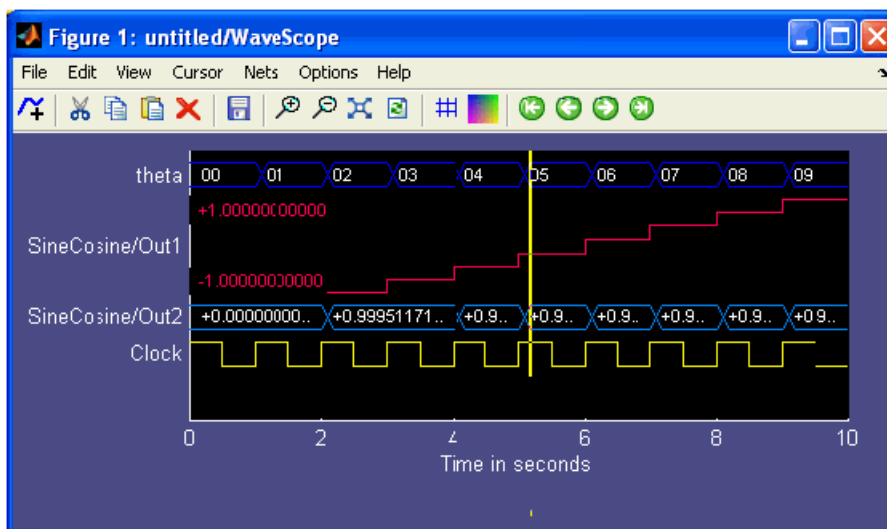 Figure 1: untitled/WaveScope
File Edit View Cursor Nets Options Help
theta 00 01 02 03 04 05 06 07 08 09
+1.00000000000
SineCosine/Out1
-1.00000000000
SineCosine/Out2 +0.00000000.. +0.99951171.. +0.9.. +0.9.. +0.9.. +0.9.. +0.9.. +0 9..
Clock
0 2 4 6 8 10
Time in seconds